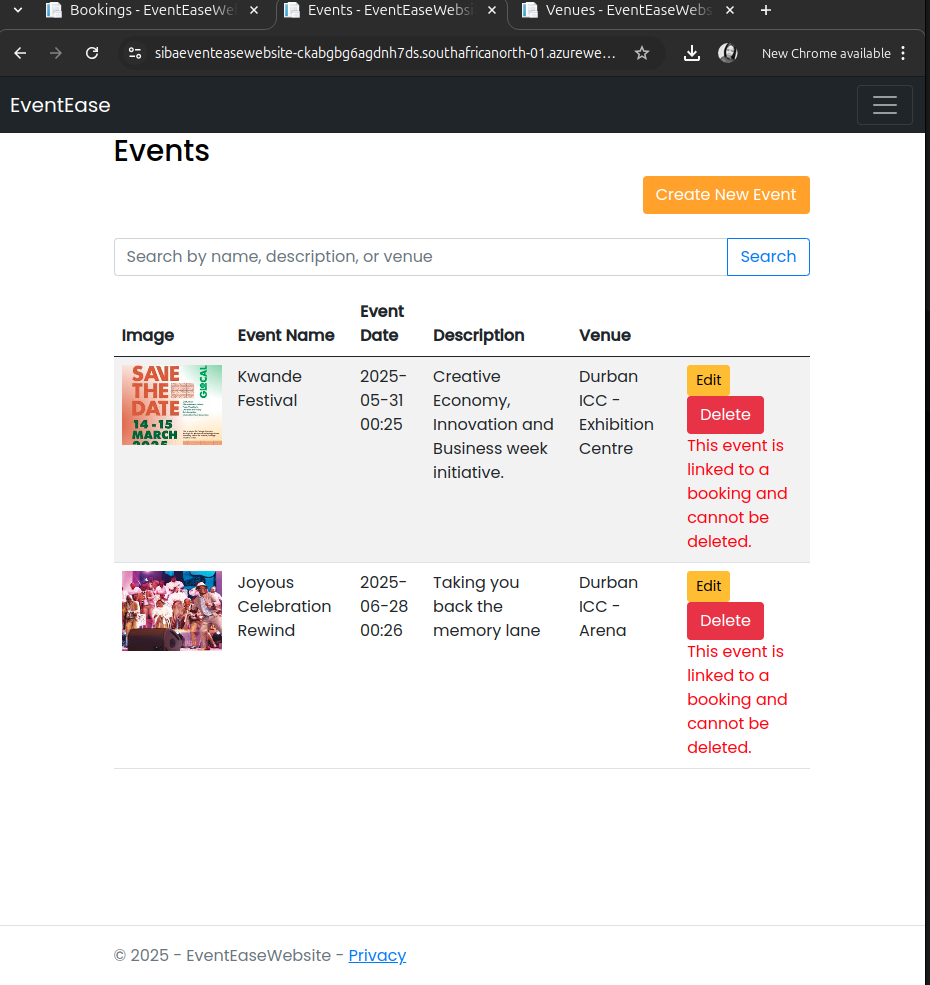 Bookings - EventEaseWeb
Events - EventEaseWebsi
Venues - EventEaseWebs
sibaeventeasewebsite-ckabgbg6agdnh7ds.southafricanorth-01.azurewe...
New Chrome available
EventEase
Events
Create New Event
Search by name, description, or venue
Search
Image
Event Name
Event
Date
Description
Venue
SAVE
THE
DATE
14 - 15
MARCH
2025
GLOCAL
Kwande
Festival
2025-
05-31
00:25
Creative
Economy,
Innovation and
Business week
initiative.
Durban
ICC -
Exhibition
Centre
Edit
Delete
This event is
linked to a
booking and
cannot be
deleted.
Joyous
Celebration
Rewind
2025-
06-28
00:26
Taking you
back the
memory lane
Durban
ICC -
Arena
Edit
Delete
This event is
linked to a
booking and
cannot be
deleted.
© 2025 - EventEaseWebsite - Privacy